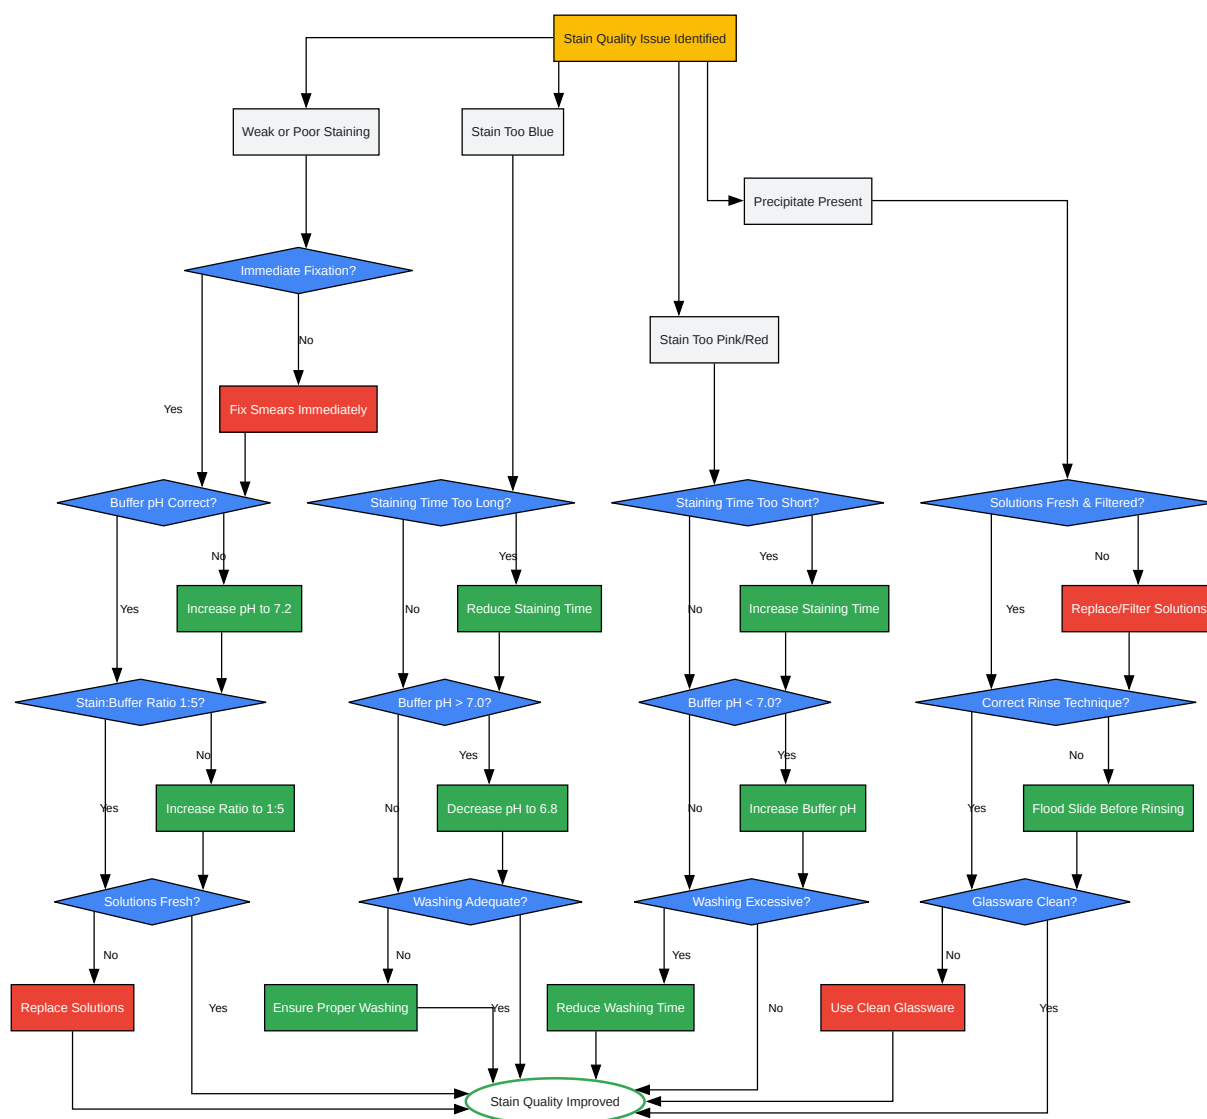 Stain Quality Issue Identified
Weak or Poor Staining
Stain Too Blue
Precipitate Present
Immediate Fixation?
No
Stain Too Pink/Red
Yes
Fix Smears Immediately
Buffer pH Correct?
Staining Time Too Long?
Staining Time Too Short?
Solutions Fresh & Filtered?
No
Yes
Yes
No
Yes
Increase pH to 7.2
No
Reduce Staining Time
No
Increase Staining Time
Yes
Replace/Filter Solutions
Stain:Buffer Ratio 1:5?
Buffer pH > 7.0?
Buffer pH < 7.0?
Correct Rinse Technique?
No
Yes
Yes
No
Yes
Increase Ratio to 1:5
No
Decrease pH to 6.8
No
Increase Buffer pH
Yes
Flood Slide Before Rinsing
Solutions Fresh?
Washing Adequate?
Washing Excessive?
Glassware Clean?
No
No
Yes
No
Replace Solutions
Yes
Ensure Proper Washing
Yes
Reduce Washing Time
No
Use Clean Glassware
Yes
Stain Quality Improved